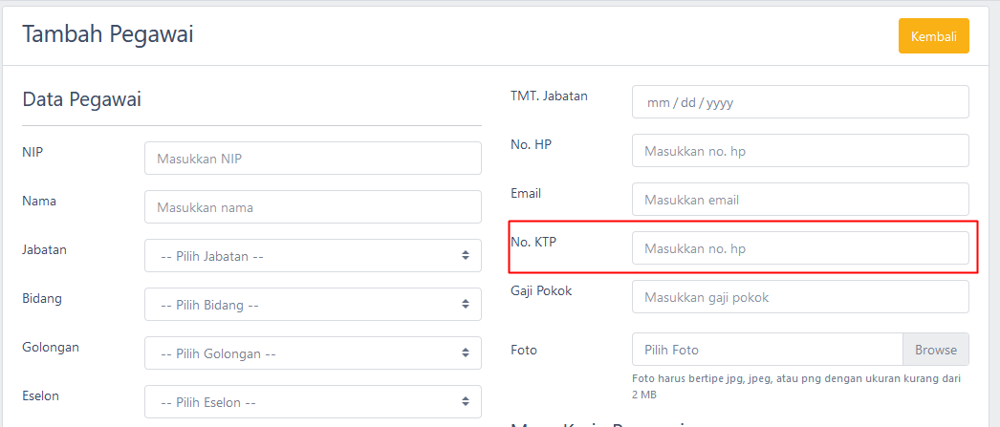 Tambah Pegawai
Kembali
Data Pegawai
NIP
Masukkan NIP
Nama
Masukkan nama
Jabatan
-- Pilih Jabatan --
Bidang
-- Pilih Bidang --
Golongan
-- Pilih Golongan --
Eselon
-- Pilih Eselon --
TMT. Jabatan
mm / dd / yyyy
No. HP
Masukkan no. hp
Email
Masukkan email
No. KTP
Masukkan no. hp
Gaji Pokok
Masukkan gaji pokok
Foto
Pilih Foto
Browse
Foto harus bertipe jpg, jpeg, atau png dengan ukuran kurang dari
2 MB